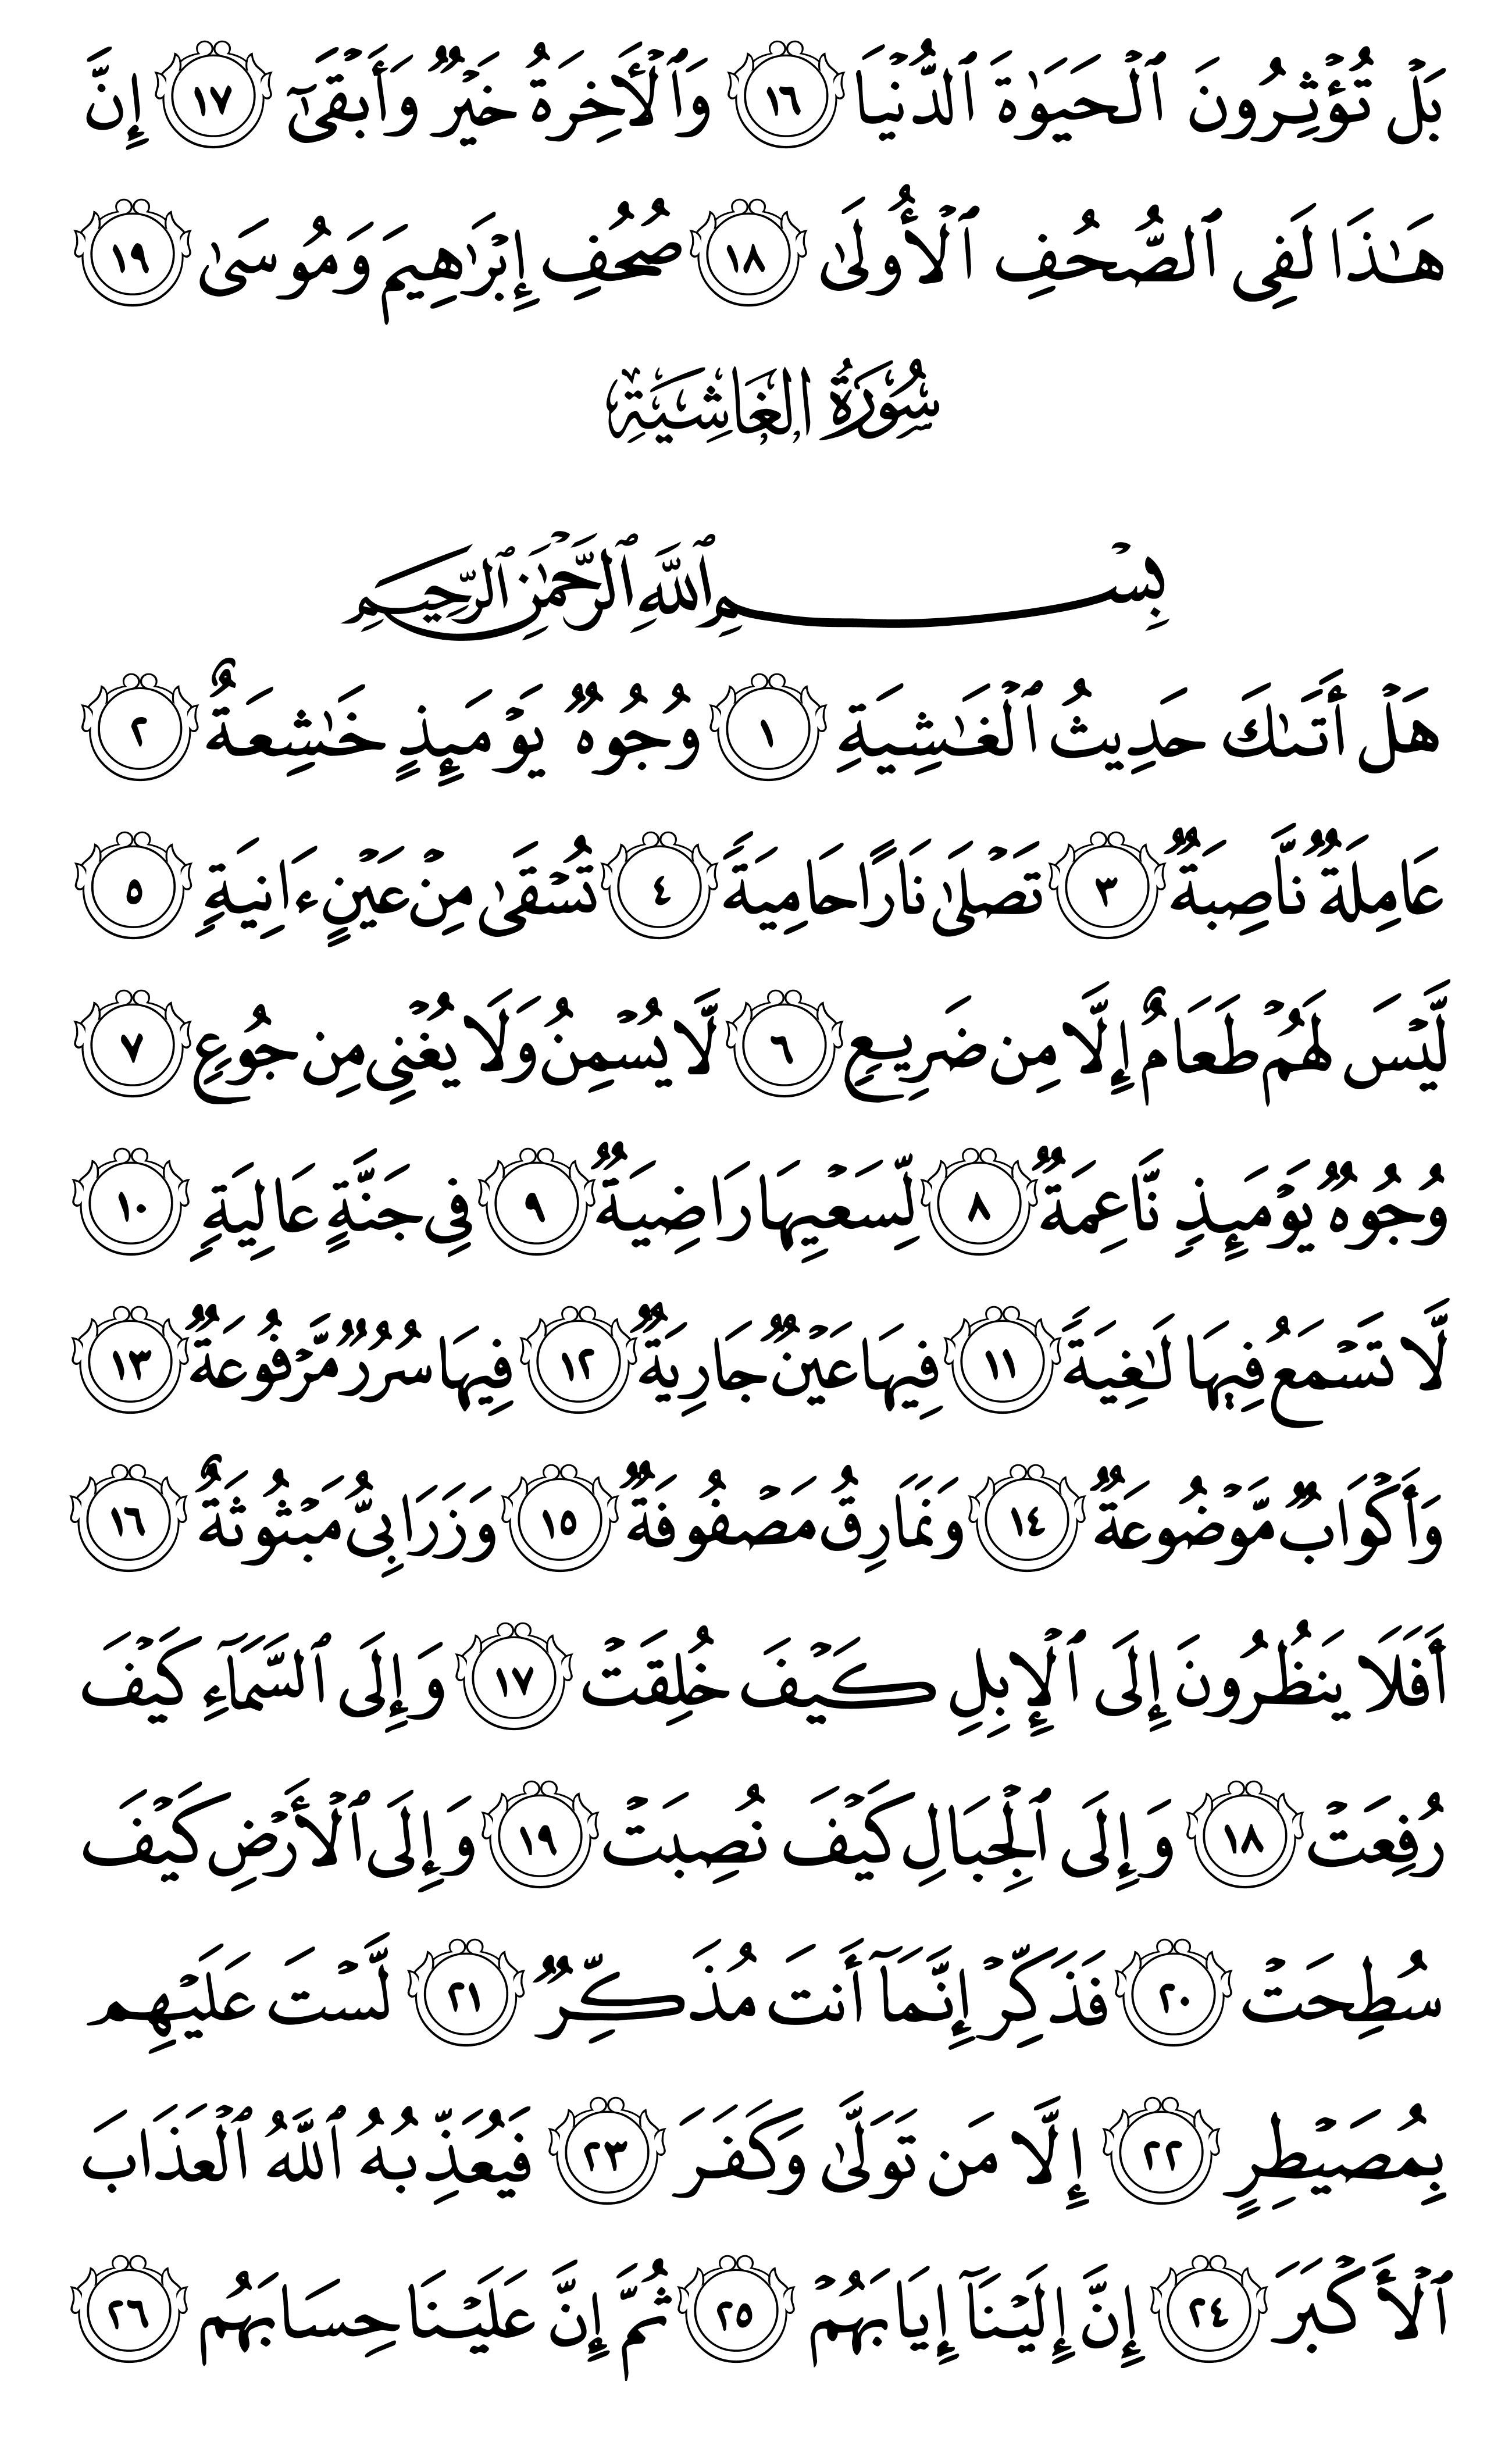 بَلْ تُؤْثِرُونَ ٱلْحَيَوٰةَ ٱلدُّنْيَا ١٦ وَٱلْأَخِرَةُ خَيْرٌ وَأَبْقَىٰٓ ١٧ إِنَّ
هَـٰذَا لَفِى ٱلصُّحُفِ ٱلْأُولَىٰ ١٨ صُحُفِ إِبْرَٰهِيمَ وَمُوسَىٰ ١٩
سُورَةُ الغَاشِيَةِ
بِسْمِ ٱللَّهِ ٱلرَّحْمَـٰنِ ٱلرَّحِيمِ
هَلْ أَتَىٰكَ حَدِيثُ ٱلْغَـٰشِيَةِ ١ وُجُوهٌ يَوْمَئِذٍ خَـٰشِعَةٌ ٢
عَامِلَةٌ نَّاصِبَةٌ ٣ تَصْلَىٰ نَارًا حَامِيَةً ٤ تُسْقَىٰ مِنْ عَيْنٍ ءَانِيَةٍ ٥
لَّيْسَ لَهُمْ طَعَامٌ إِلَّا مِن ضَرِيعٍ ٦ لَّا يُسْمِنُ وَلَا يُغْنِى مِن جُوعٍ ٧
وُجُوهٌ يَوْمَئِذٍ نَّاعِمَةٌ ٨ لِّسَعْيِهَا رَاضِيَةٌ ٩ فِى جَنَّةٍ عَالِيَةٍ ١٠
لَّا تَسْمَعُ فِيهَا لَـٰغِيَةً ١١ فِيهَا عَيْنٌ جَارِيَةٌ ١٢ فِيهَا سُرُرٌ مَّرْفُوعَةٌ ١٣
وَأَكْوَابٌ مَّوْضُوعَةٌ ١٤ وَنَمَارِقُ مَصْفُوفَةٌ ١٥ وَزَرَابِىُّ مَبْثُوثَةٌ ١٦
أَفَلَا يَنظُرُونَ إِلَى ٱلْإِبِلِ كَيْفَ خُلِقَتْ ١٧ وَإِلَى ٱلسَّمَآءِ كَيْفَ
رُفِعَتْ ١٨ وَإِلَى ٱلْجِبَالِ كَيْفَ نُصِبَتْ ١٩ وَإِلَى ٱلْأَرْضِ كَيْفَ
سُطِحَتْ ٢٠ فَذَكِّرْ إِنَّمَآ أَنتَ مُذَكِّرٌ ٢١ لَّسْتَ عَلَيْهِم
بِمُصَيْطِرٍ ٢٢ إِلَّا مَن تَوَلَّىٰ وَكَفَرَ ٢٣ فَيُعَذِّبُهُ ٱللَّهُ ٱلْعَذَابَ
ٱلْأَكْبَرَ ٢٤ إِنَّ إِلَيْنَآ إِيَابَهُمْ ٢٥ ثُمَّ إِنَّ عَلَيْنَا حِسَابَهُم ٢٦